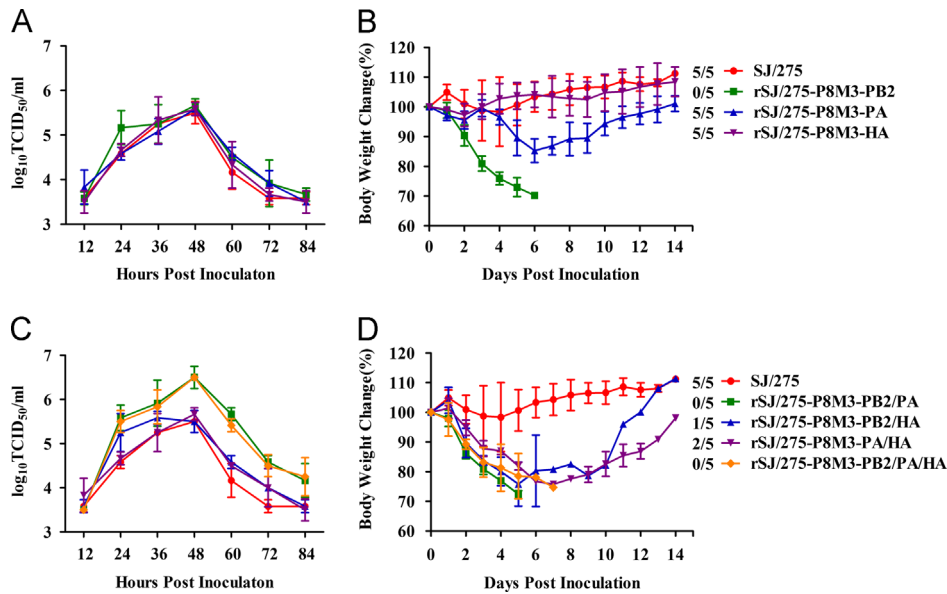 A
log10TCID50/ml
7
6
5
4
3
12 24 36 48 60 72 84
Hours Post Inoculaton
B
Body Weight Change(%)
120
110
100
90
80
70
60
0 2 4 6 8 10 12 14
Days Post Inoculation
5/5 SJ/275
0/5 rSJ/275-P8M3-PB2
5/5 rSJ/275-P8M3-PA
5/5 rSJ/275-P8M3-HA
C
log10TCID50/ml
7
6
5
4
3
12 24 36 48 60 72 84
Hours Post Inoculaton
D
Body Weight Change(%)
120
110
100
90
80
70
60
0 2 4 6 8 10 12 14
Days Post Inoculation
5/5 SJ/275
0/5 rSJ/275-P8M3-PB2/PA
1/5 rSJ/275-P8M3-PB2/HA
2/5 rSJ/275-P8M3-PA/HA
0/5 rSJ/275-P8M3-PB2/PA/HA